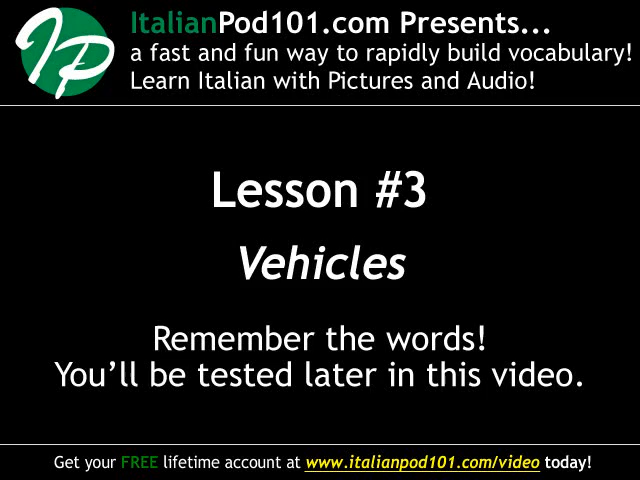 IP
ItalianPod101.com Presents...
a fast and fun way to rapidly build vocabulary!
Learn Italian with Pictures and Audio!
Lesson #3
Vehicles
Remember the words!
You'll be tested later in this video.
Get your FREE lifetime account at www.italianpod101.com/video today!